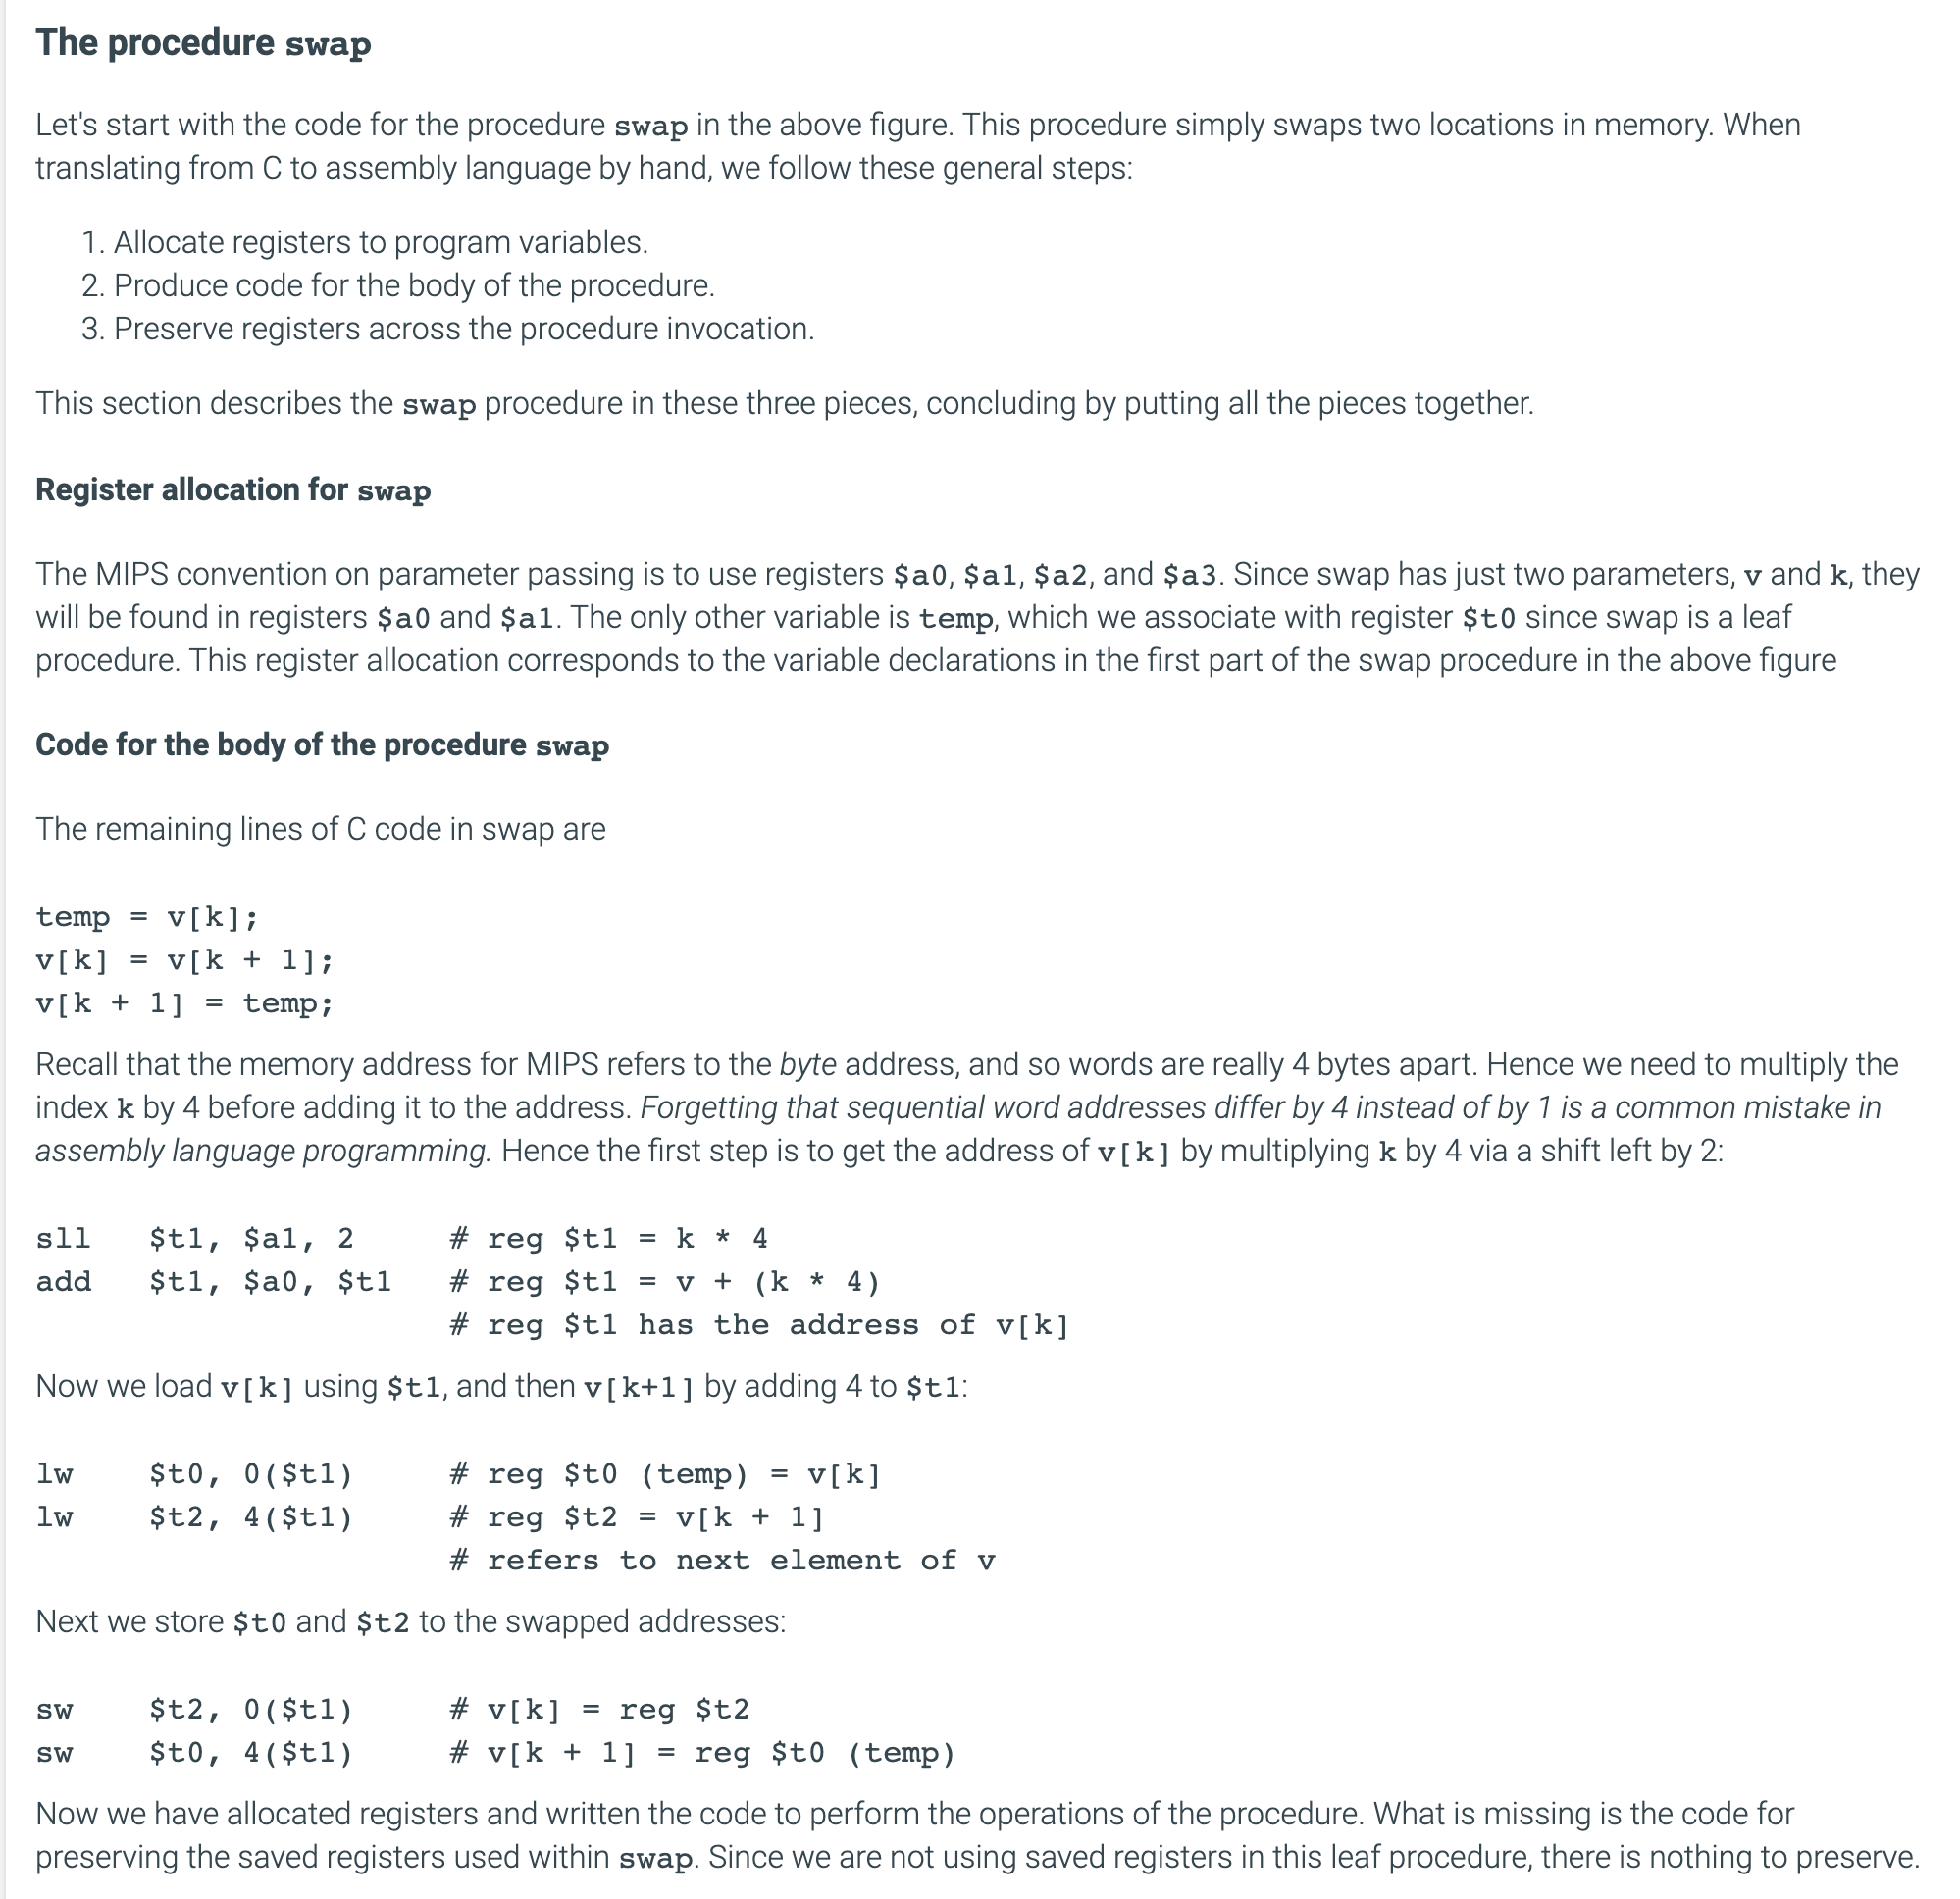 The procedure swap
Let's start with the code for the procedure swap in the above figure. This procedure simply swaps two locations in memory. When
translating from C to assembly language by hand, we follow these general steps:
1. Allocate registers to program variables.
2. Produce code for the body of the procedure.
3. Preserve registers across the procedure invocation.
This section describes the swap procedure in these three pieces, concluding by putting all the pieces together.
Register allocation for swap
The MIPS convention on parameter passing is to use registers $a0, $a1, $a2, and $a3. Since swap has just two parameters, v and k, they
will be found in registers $a0 and $a1. The only other variable is temp, which we associate with register $t0 since swap is a leaf
procedure. This register allocation corresponds to the variable declarations in the first part of the swap procedure in the above figure
Code for the body of the procedure swap
The remaining lines of C code in swap are
temp = v[k];
v[k] = v[k + 1];
v[k + 1] = temp;
Recall that the memory address for MIPS refers to the byte address, and so words are really 4 bytes apart. Hence we need to multiply the
index k by 4 before adding it to the address. Forgetting that sequential word addresses differ by 4 instead of by 1 is a common mistake in
assembly language programming. Hence the first step is to get the address of v[k] by multiplying k by 4 via a shift left by 2:
sll   $t1, $a1, 2     # reg $t1 = k * 4
add   $t1, $a0, $t1   # reg $t1 = v + (k * 4)
                      # reg $t1 has the address of v[k]
Now we load v[k] using $t1, and then v[k+1] by adding 4 to $t1:
lw    $t0, 0($t1)     # reg $t0 (temp) = v[k]
lw    $t2, 4($t1)     # reg $t2 = v[k + 1]
                      # refers to next element of v
Next we store $t0 and $t2 to the swapped addresses:
sw    $t2, 0($t1)     # v[k] = reg $t2
sw    $t0, 4($t1)     # v[k + 1] = reg $t0 (temp)
Now we have allocated registers and written the code to perform the operations of the procedure. What is missing is the code for
preserving the saved registers used within swap. Since we are not using saved registers in this leaf procedure, there is nothing to preserve.